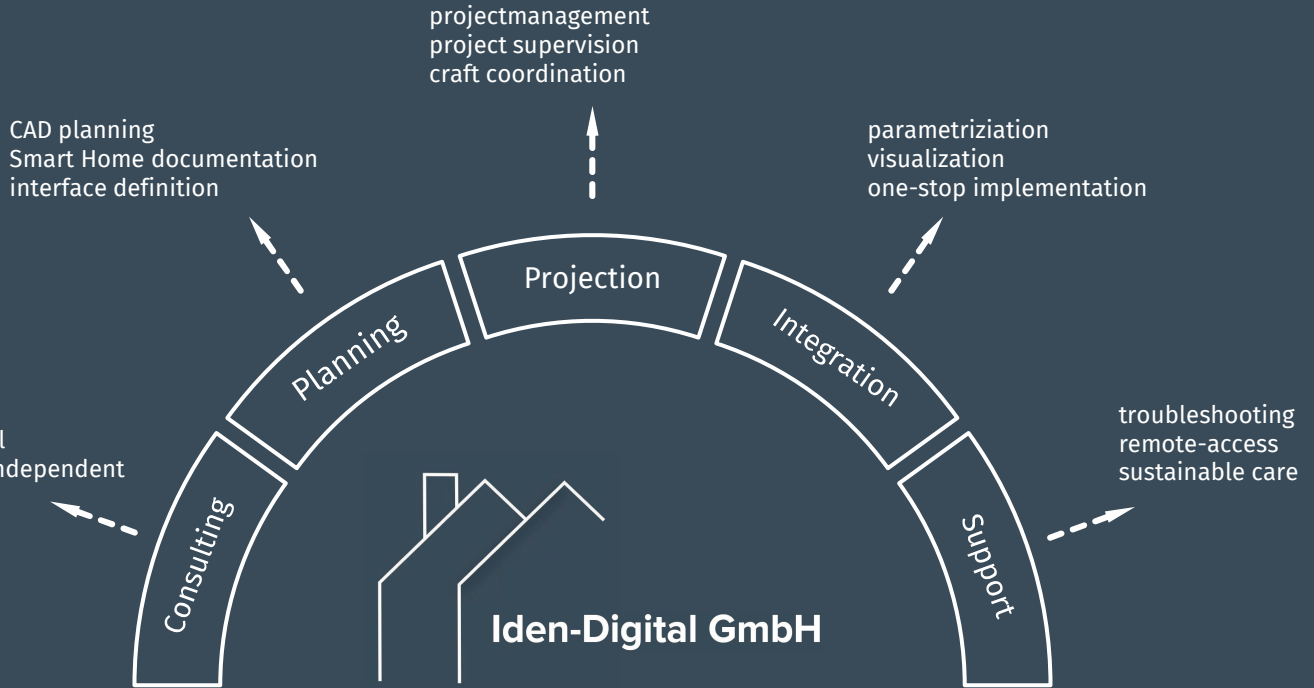 projectmanagement
project supervision
craft coordination
CAD planning
Smart Home documentation
interface definition
parametriziation
visualization
one-stop implementation
Projection
Planning
Integration
troubleshooting
remote-access
sustainable care
Consulting
Support
Iden-Digital GmbH